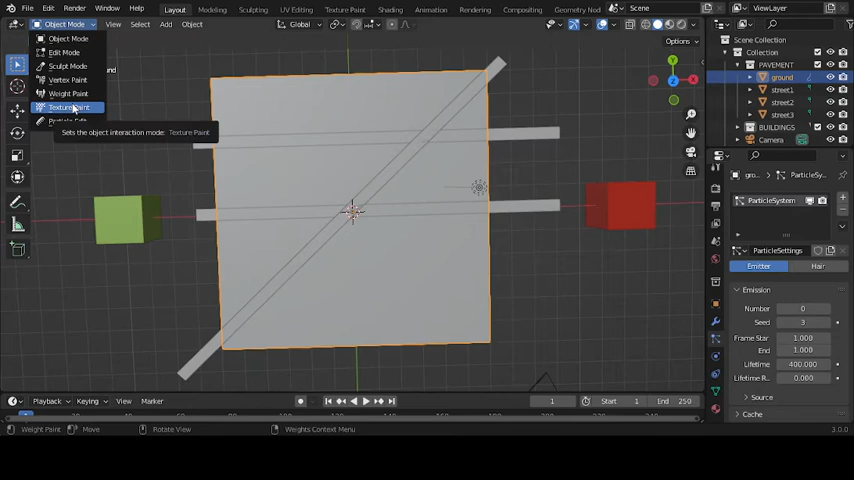 File Edit Render Window Help Layout Modeling Sculpting UV Editing Texture Paint Shading Animation Rendering Compositing Geometry Nod Scene ViewLayer
Object Mode View Select Add Object Global Options
Object Mode
Edit Mode
Sculpt Mode
Vertex Paint
Weight Paint
Texture Paint
Particle Edit
Sets the object interaction mode: Texture Paint
Z
Scene Collection
Collection
PAVEMENT
ground
street1
street2
street3
BUILDINGS
Camera
gro...
ParticleSystem
ParticleSettings
Emitter Hair
Emission
Number 0
Seed 3
Frame Start 1.000
End 1.000
Lifetime 400.000
Lifetime R... 0.000
Source
Cache
Playback Keying View Marker 1 Start 1 End 250
Weight Paint Move Rotate View Weights Context Menu 3.0.0